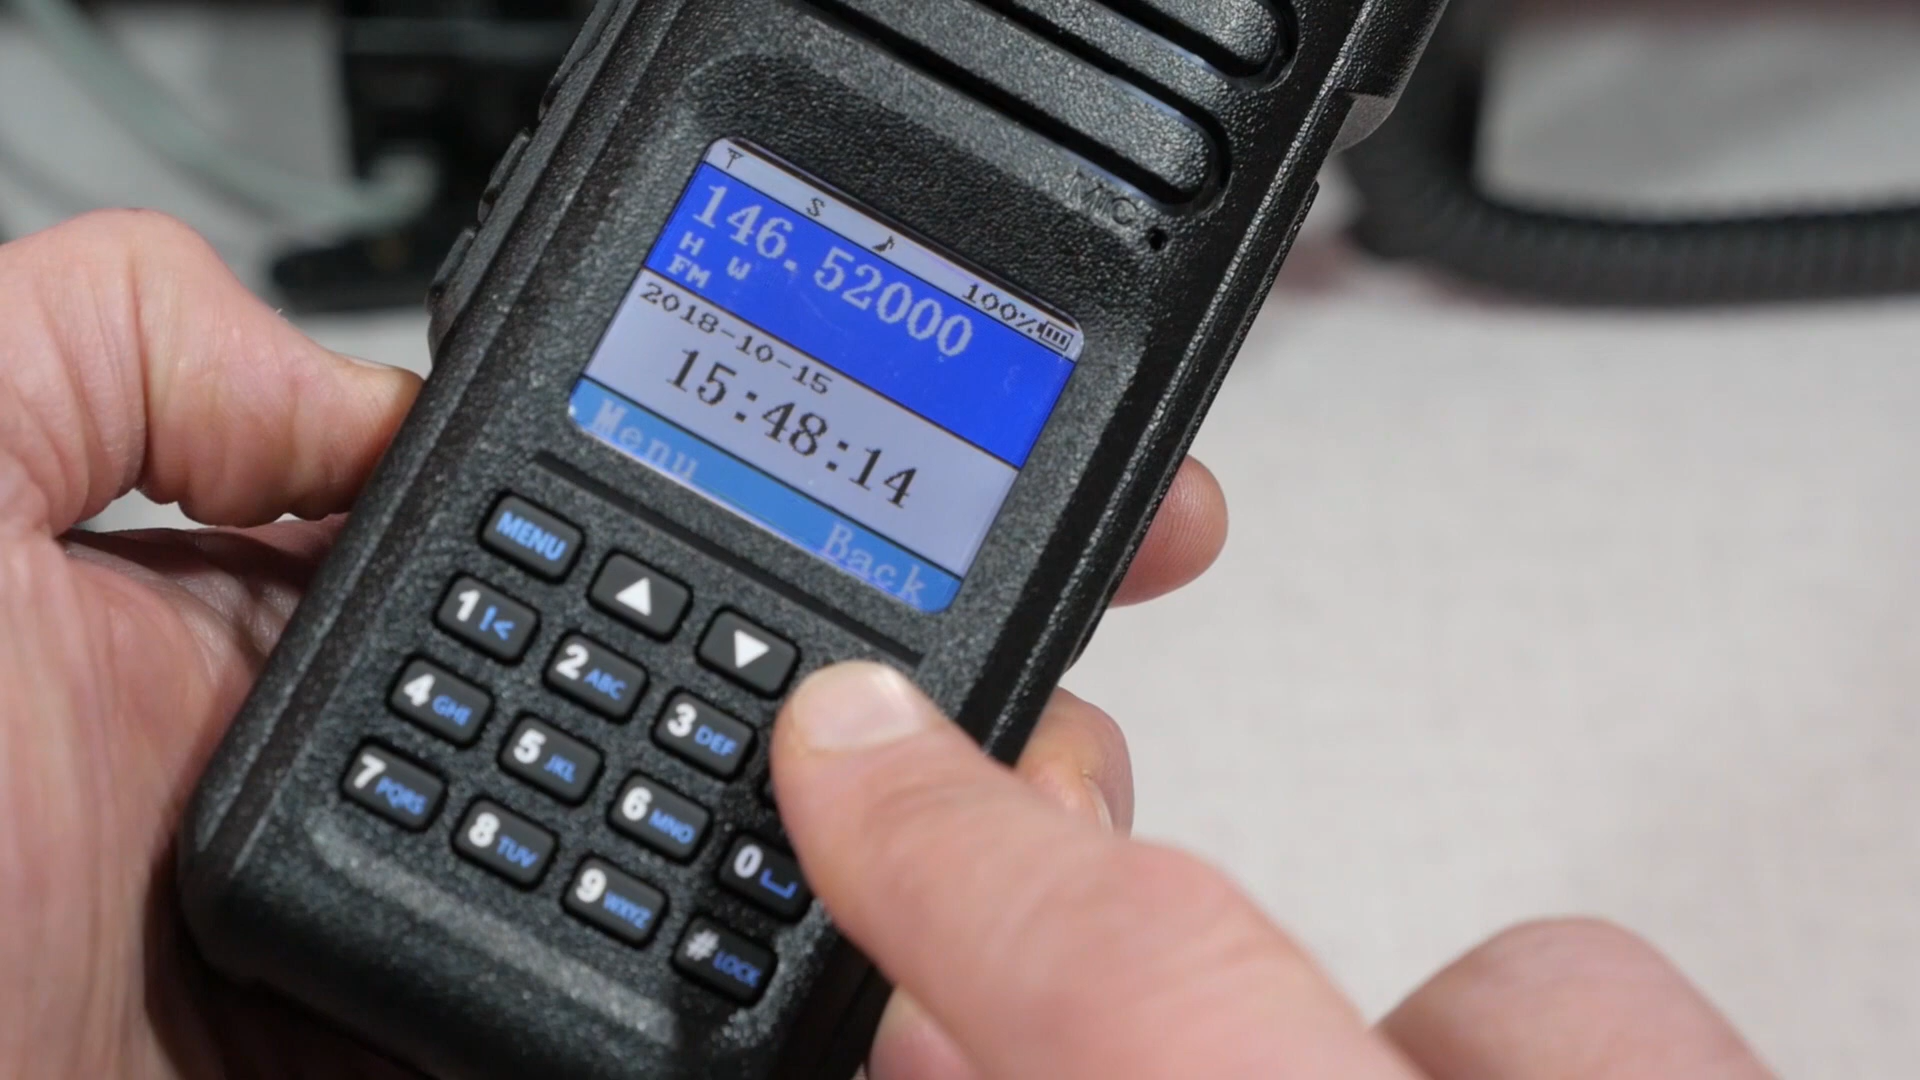 MIC
S 100%
146.52000
H W
FM
2018-10-15
15:48:14
Menu Back
MENU
1 |<
2 ABC
3 DEF
4 GHI
5 JKL
6 MNO
7 PQRS
8 TUV
9 WXYZ
0
# LOCK